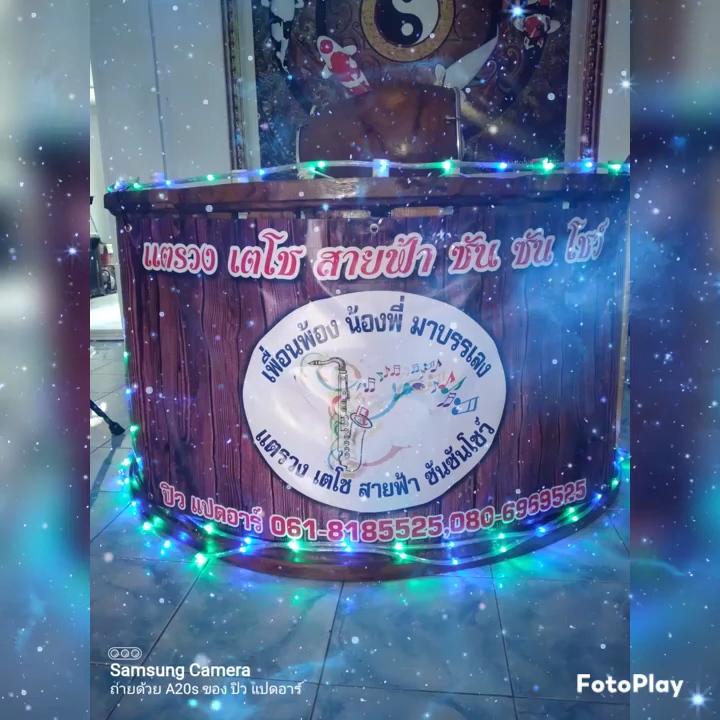 แตรวง เตโช สายฟ้า ซัน ซัน โชว์
เพื่อนพ้อง น้องพี่ มาบรรเลง
แตรวง เตโช สายฟ้า ซันซันโชว์
ปิว แปดอาร์ 061-8185525,080-6969525
Samsung Camera
ถ่ายด้วย A20s ของ ปิว แปดอาร์
FotoPlay